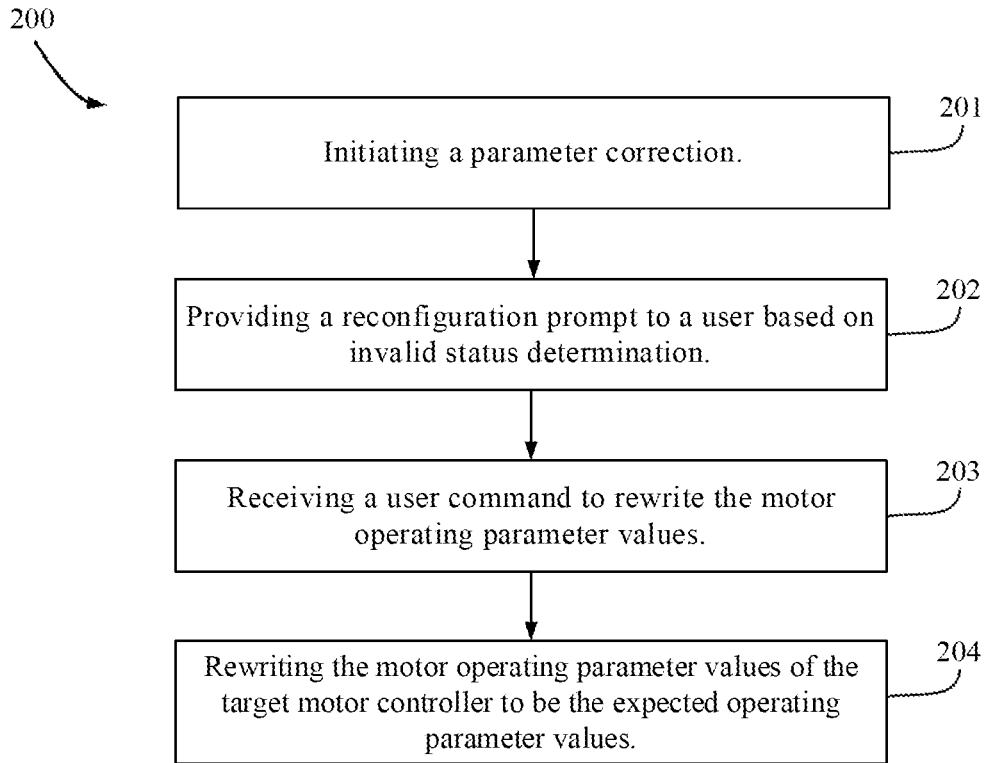 200
201
Initiating a parameter correction.
202
Providing a reconfiguration prompt to a user based on
invalid status determination.
203
Receiving a user command to rewrite the motor
operating parameter values.
204
Rewriting the motor operating parameter values of the
target motor controller to be the expected operating
parameter values.